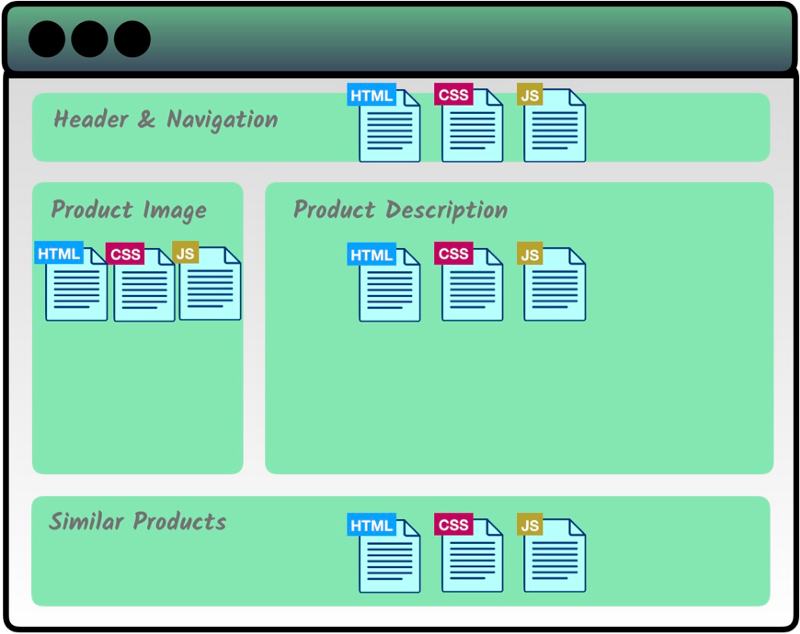 HTML CSS JS
Header & Navigation
Product Image
Product Description
HTML CSS JS
HTML CSS JS
Similar Products
HTML CSS JS